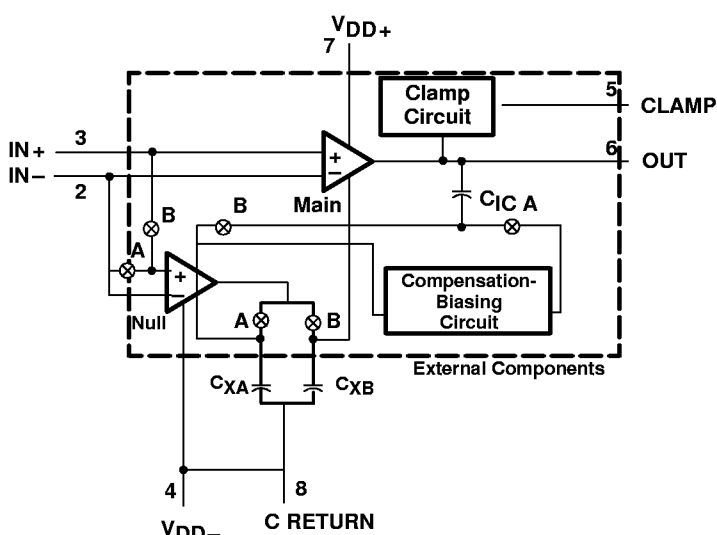 VDD+
7
Clamp
Circuit
5
CLAMP
IN+
3
6
OUT
IN−
2
+
−
Main
CIC
A
B
B
A
+
−
Null
Compensation-
Biasing
Circuit
A
B
External Components
CXA
CXB
4
8
VDD−
C RETURN